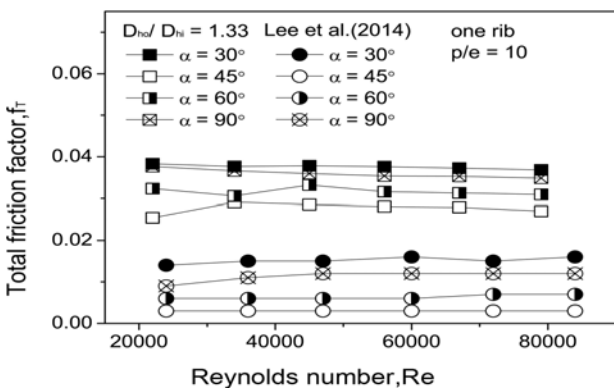 D_ho/ D_hi = 1.33 Lee et al.(2014) one rib
α = 30° α = 30° p/e = 10
α = 45° α = 45°
α = 60° α = 60°
α = 90° α = 90°
0.06
0.04
0.02
0.00
20000 40000 60000 80000
Total friction factor,f_T
Reynolds number,Re